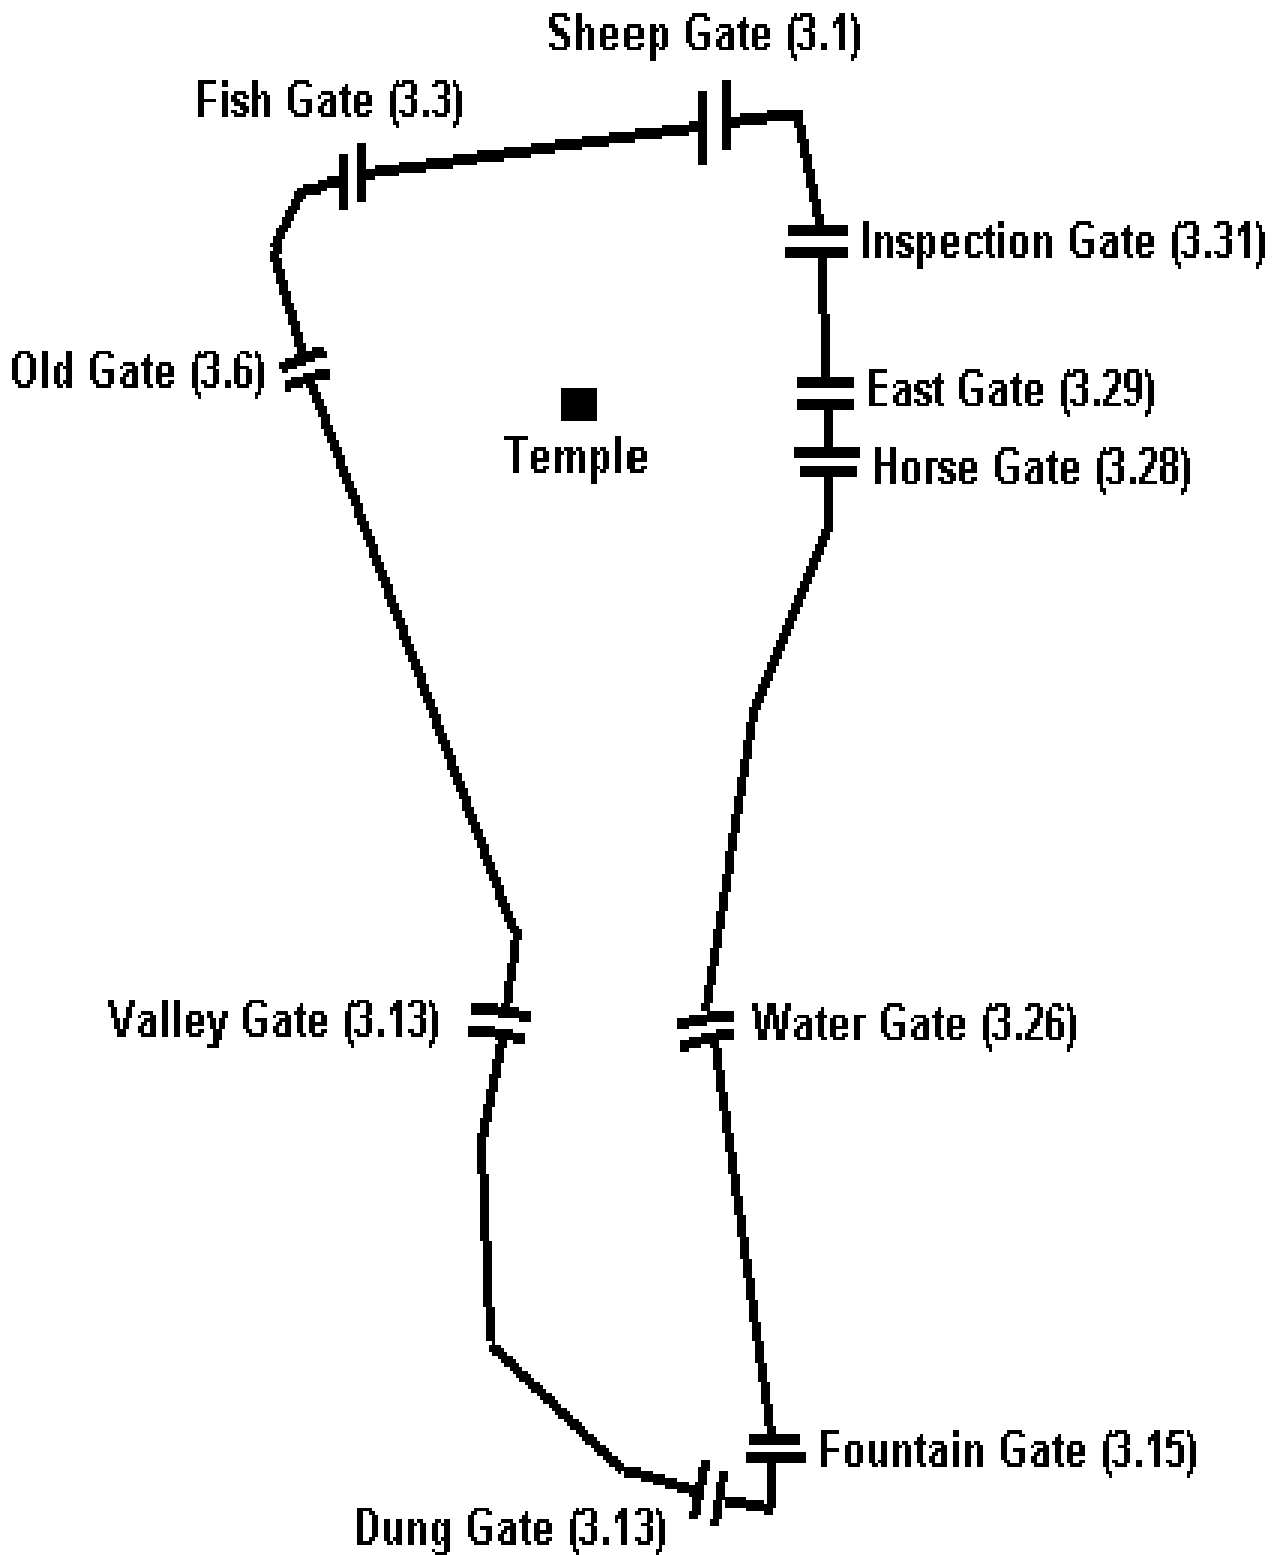 Sheep Gate (3.1)
Fish Gate (3.3)
Inspection Gate (3.31)
Old Gate (3.6)
East Gate (3.29)
Temple
Horse Gate (3.28)
Valley Gate (3.13)
Water Gate (3.26)
Fountain Gate (3.15)
Dung Gate (3.13)